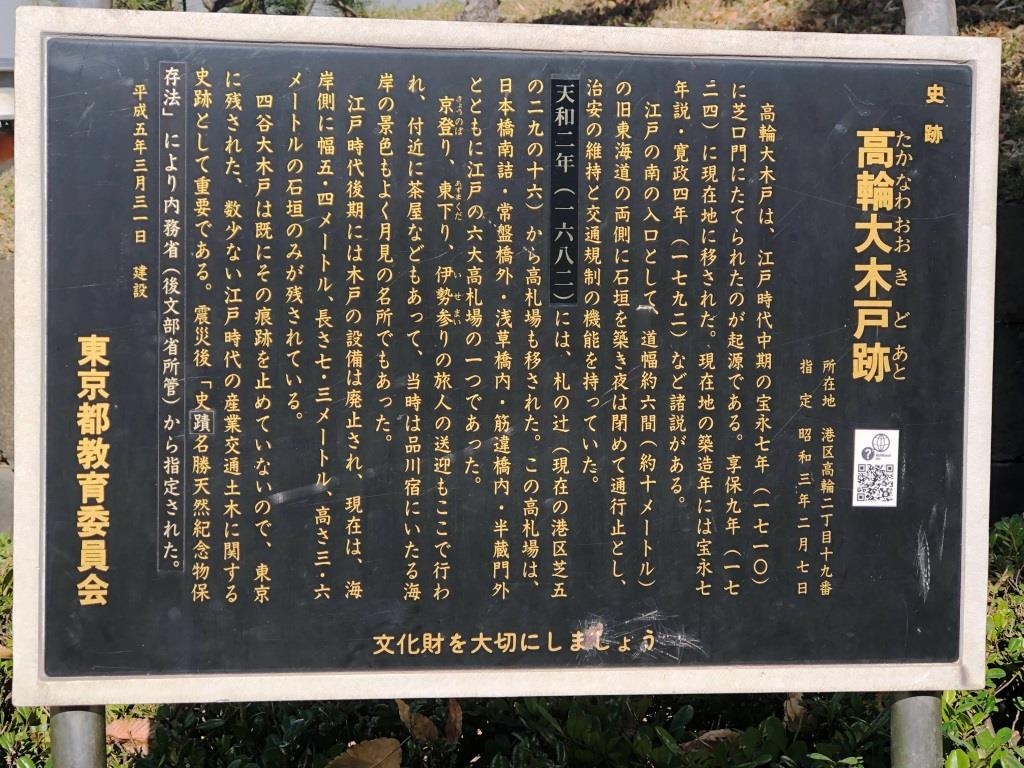 史跡
高輪大木戸跡
たかなわおおきどあと
所在地　港区高輪二丁目十九番
指　定　昭和三年二月七日
高輪大木戸は、江戸時代中期の宝永七年（一七一〇）
に芝口門にたてられたのが起源である。享保九年（一七
二四）に現在地に移された。現在地の築造年には宝永七
年説・寛政四年（一七九二）など諸説がある。
江戸の南の入口として、道幅約六間（約十メートル）
の旧東海道の両側に石垣を築き夜は閉めて通行止とし、
治安の維持と交通規制の機能を持っていた。
天和二年（一六八二）には、札の辻（現在の港区芝五
の二九の十六）から高札場も移された。この高札場は、
日本橋南詰・常盤橋外・浅草橋内・筋違橋内・半蔵門外
とともに江戸の六大高札場の一つであった。
京登り、東下り、伊勢参りの旅人の送迎もここで行わ
きょうのぼ　あずまくだ　いせまい
れ、付近に茶屋などもあって、当時は品川宿にいたる海
岸の景色もよく月見の名所でもあった。
江戸時代後期には木戸の設備は廃止され、現在は、海
岸側に幅五・四メートル、長さ七・三メートル、高さ三・六
メートルの石垣のみが残されている。
四谷大木戸は既にその痕跡を止めていないので、東京
に残された、数少ない江戸時代の産業交通土木に関する
史跡として重要である。震災後「史蹟名勝天然紀念物保
存法」により内務省（後文部省所管）から指定された。
平成五年三月三一日　建設
東京都教育委員会
文化財を大切にしましょう